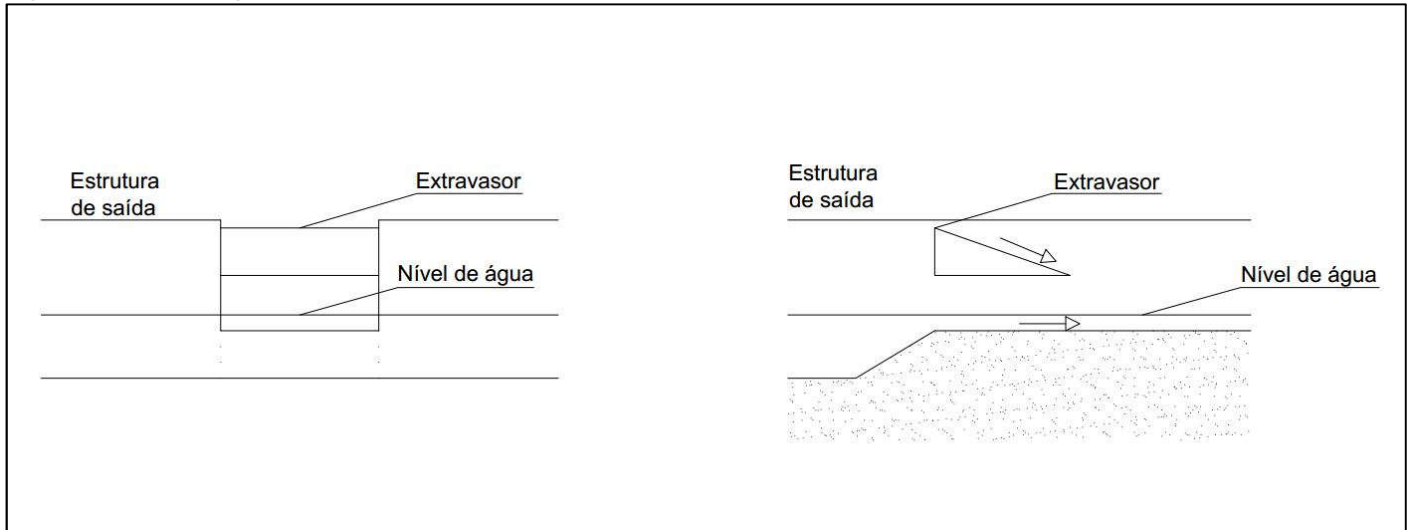 Estrutura
de saída
Extravasor
Nível de água
Estrutura
de saída
Extravasor
Nível de água